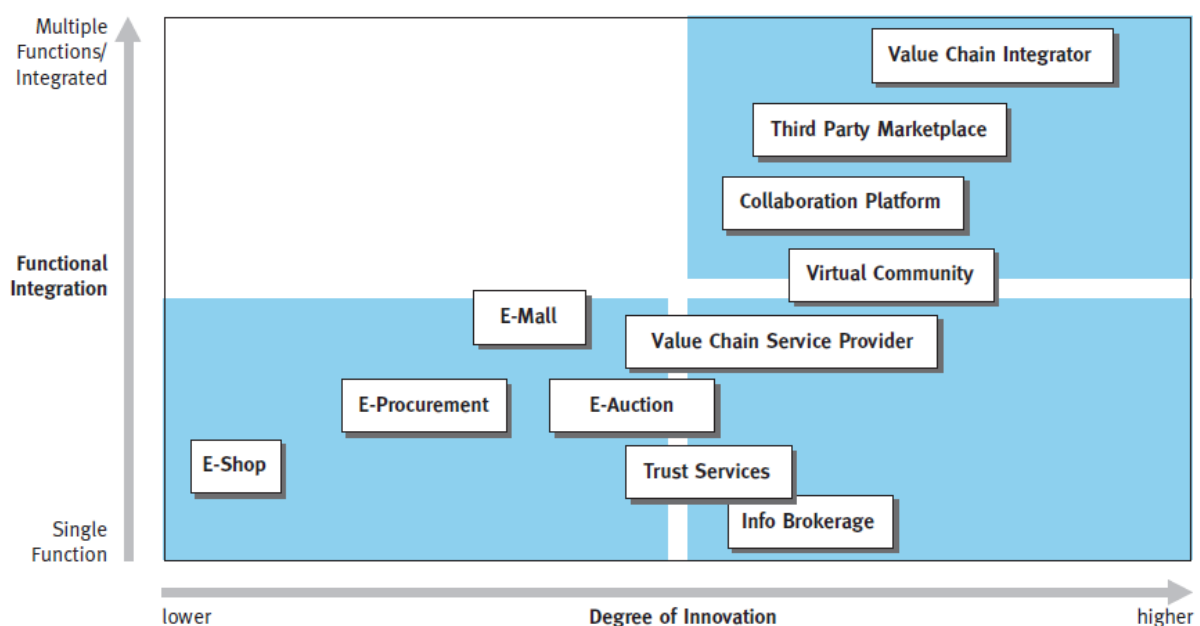 Multiple
Functions/
Integrated
Value Chain Integrator
Third Party Marketplace
Collaboration Platform
Functional
Integration
Virtual Community
E-Mall
Value Chain Service Provider
E-Procurement
E-Auction
E-Shop
Trust Services
Info Brokerage
Single
Function
lower
Degree of Innovation
higher